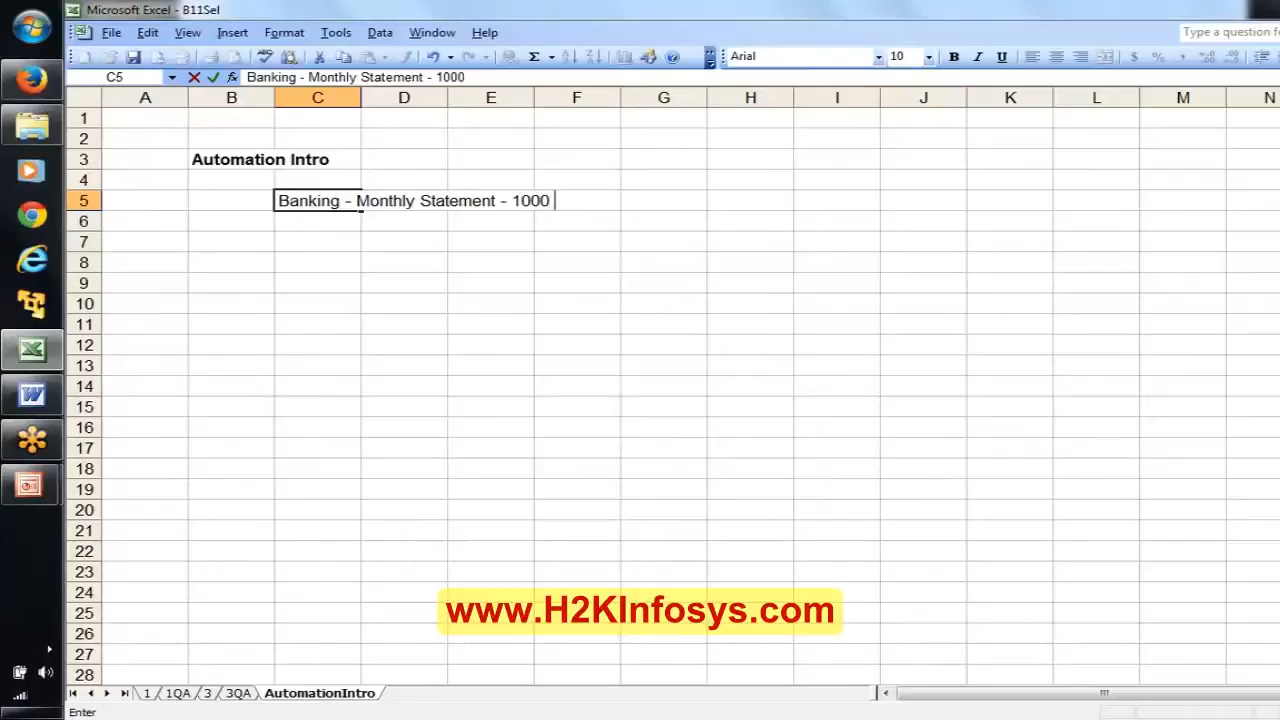 Microsoft Excel - B11Sel
File Edit View Insert Format Tools Data Window Help
Type a question fo
Arial 10 B I U $ %
C5 fx Banking - Monthly Statement - 1000
A B C D E F G H I J K L M N
1
2
3 Automation Intro
4
5 Banking - Monthly Statement - 1000
6
7
8
9
10
11
12
13
14
15
16
17
18
19
20
21
22
23
24
25
26
27
28
www.H2KInfosys.com
1 1QA 3 3QA AutomationIntro
Enter